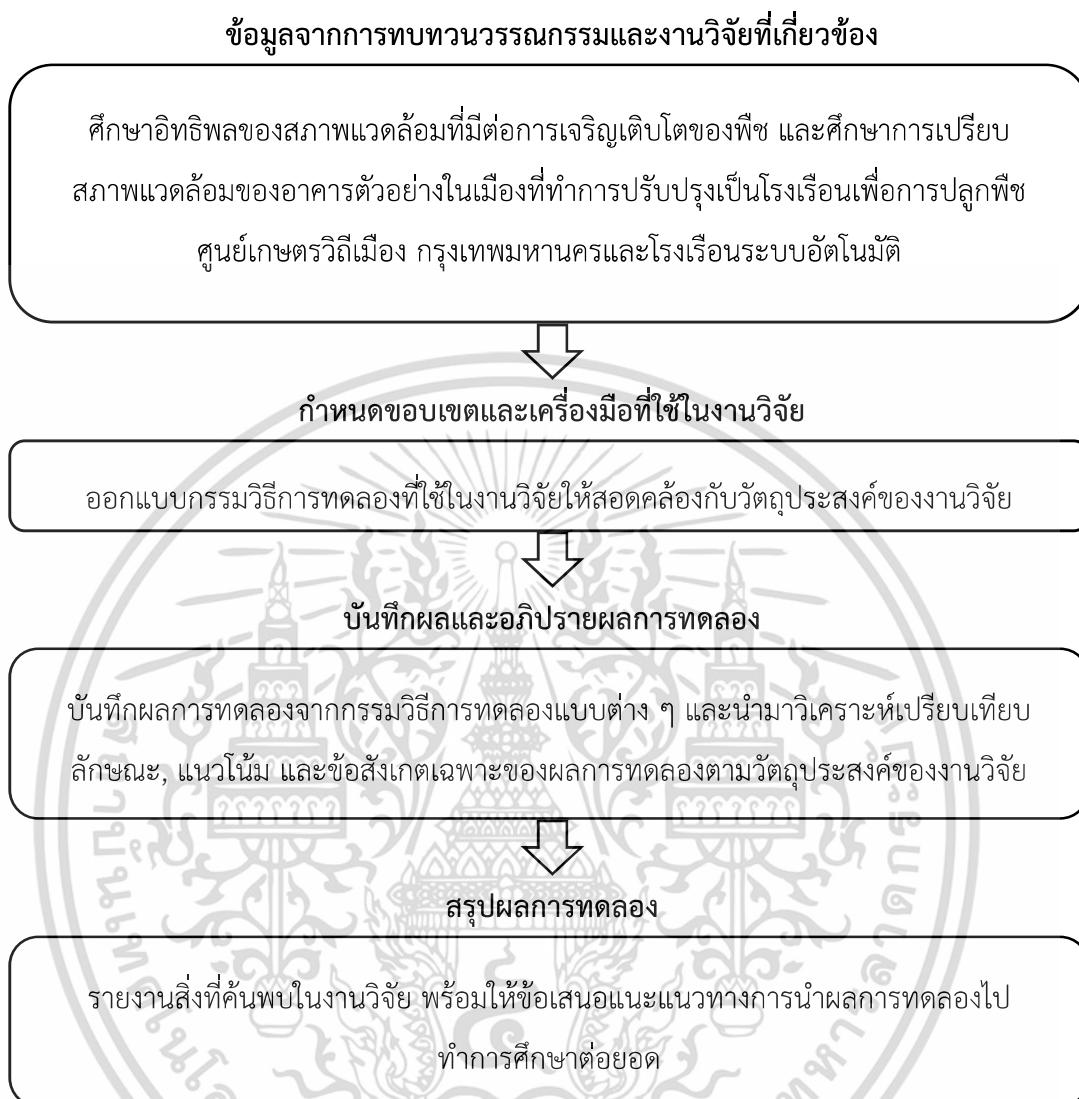 ข้อมูลจากการทบทวนวรรณกรรมและงานวิจัยที่เกี่ยวข้อง
ศึกษาอิทธิพลของสภาพแวดล้อมที่มีต่อการเจริญเติบโตของพืช และศึกษาการเปรียบ
สภาพแวดล้อมของอาคารตัวอย่างในเมืองที่ทำการปรับปรุงเป็นโรงเรือนเพื่อการปลูกพืช
ศูนย์เกษตรวิถีเมือง กรุงเทพมหานครและโรงเรือนระบบอัตโนมัติ
กำหนดขอบเขตและเครื่องมือที่ใช้ในงานวิจัย
ออกแบบกรรมวิธีการทดลองที่ใช้ในงานวิจัยให้สอดคล้องกับวัตถุประสงค์ของงานวิจัย
บันทึกผลและอภิปรายผลการทดลอง
บันทึกผลการทดลองจากกรรมวิธีการทดลองแบบต่าง ๆ และนำมาวิเคราะห์เปรียบเทียบ
ลักษณะ, แนวโน้ม และข้อสังเกตเฉพาะของผลการทดลองตามวัตถุประสงค์ของงานวิจัย
สรุปผลการทดลอง
รายงานสิ่งที่ค้นพบในงานวิจัย พร้อมให้ข้อเสนอแนะแนวทางการนำผลการทดลองไป
ทำการศึกษาต่อยอด